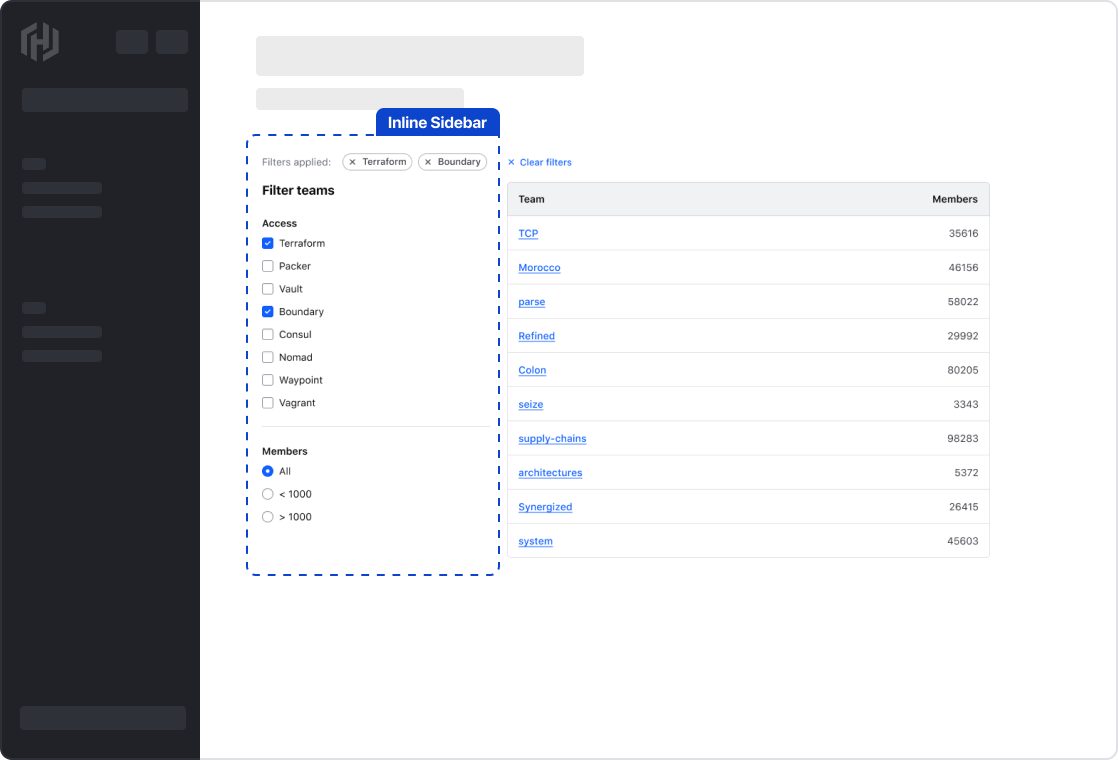 Inline Sidebar
Filters applied: Terraform Boundary Clear filters
Filter teams
Access
Terraform
Packer
Vault
Boundary
Consul
Nomad
Waypoint
Vagrant
Members
All
< 1000
> 1000
Team Members
TCP 35616
Morocco 46156
parse 58022
Refined 29992
Colon 80205
seize 3343
supply-chains 98283
architectures 5372
Synergized 26415
system 45603